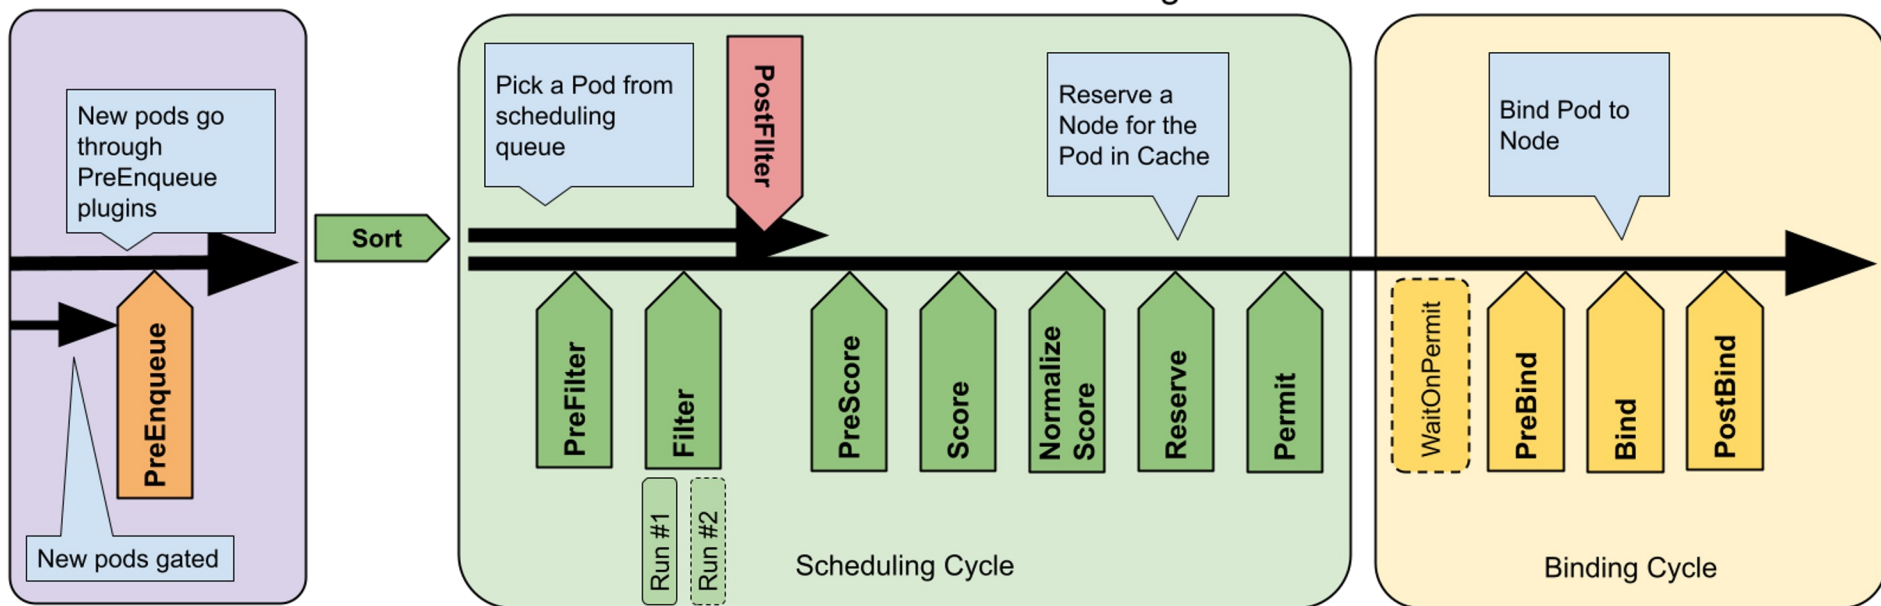 New pods go
through
PreEnqueue
plugins
PreEnqueue
New pods gated
Sort
Pick a Pod from
scheduling
queue
PostFIlter
Reserve a
Node for the
Pod in Cache
PreFilter
Filter
Run #1
Run #2
PreScore
Score
Normalize
Score
Reserve
Permit
Scheduling Cycle
Bind Pod to
Node
WaitOnPermit
PreBind
Bind
PostBind
Binding Cycle